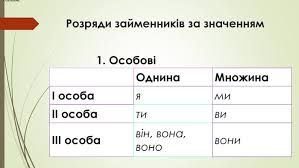 Розряди займенників за значенням
1. Особові
Однина Множина
І особа я ми
ІІ особа ти ви
ІІІ особа він, вона, воно вони